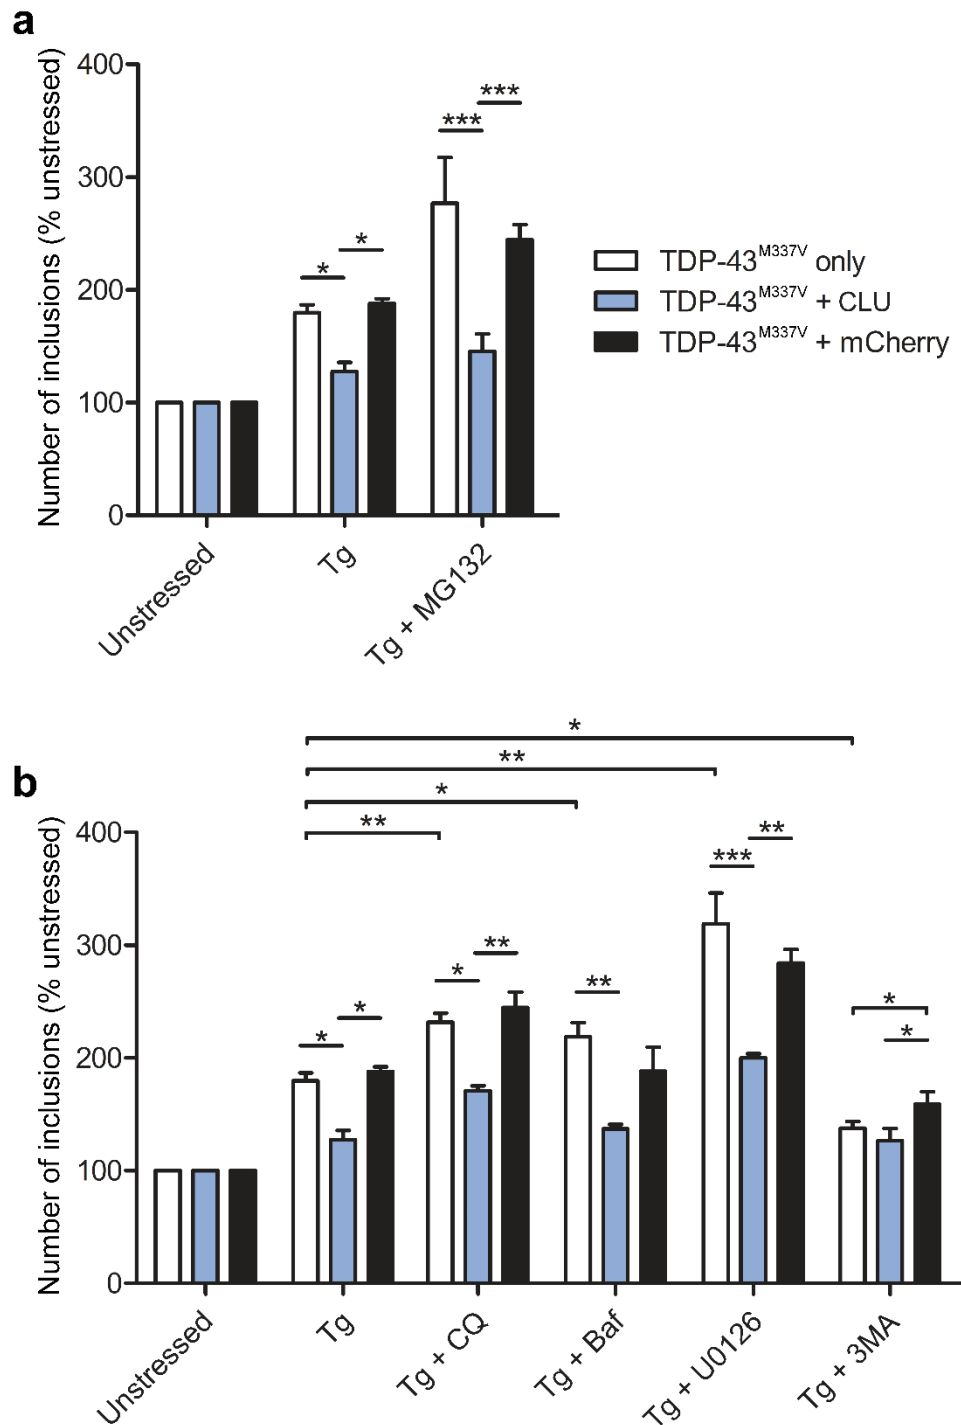 a
Number of inclusions (% unstressed)
400
300
200
100
0
* * *** ***
Unstressed
Tg
Tg + MG132
TDP-43M337V only
TDP-43M337V + CLU
TDP-43M337V + mCherry
b
*
**
*
**
Number of inclusions (% unstressed)
400
300
200
100
0
* * * ** ** *** ** * *
Unstressed
Tg
Tg + CQ
Tg + Baf
Tg + U0126
Tg + 3MA